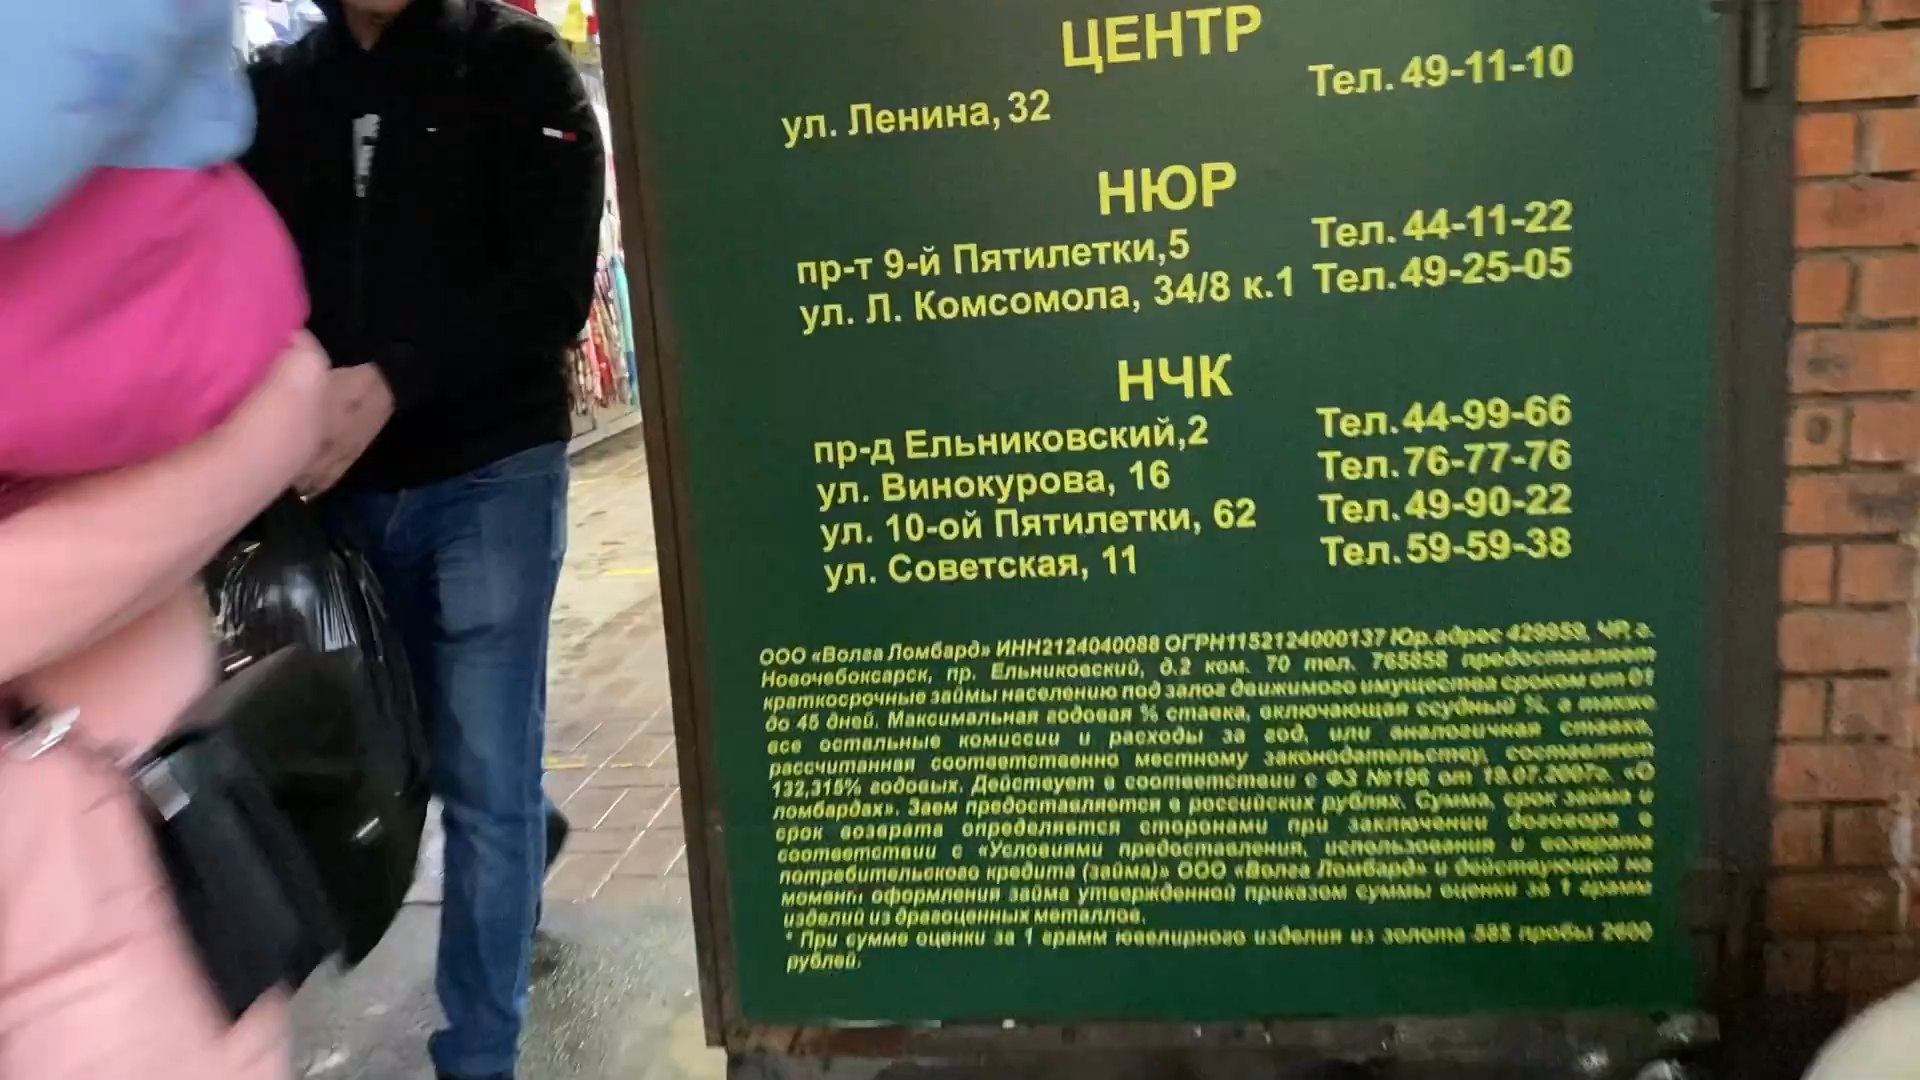 ЦЕНТР
ул. Ленина, 32 Тел. 49-11-10
НЮР
пр-т 9-й Пятилетки,5 Тел. 44-11-22
ул. Л. Комсомола, 34/8 к.1 Тел. 49-25-05
НЧК
пр-д Ельниковский,2 Тел. 44-99-66
ул. Винокурова, 16 Тел. 76-77-76
ул. 10-ой Пятилетки, 62 Тел. 49-90-22
ул. Советская, 11 Тел. 59-59-38
ООО «Волга Ломбард» ИНН2124040088 ОГРН1152124000137 Юр.адрес 429959, ЧР, г.
Новочебоксарск, пр. Ельниковский, д.2 ком. 70 тел. 765858 предоставляет
краткосрочные займы населению под залог движимого имущества сроком от 01
до 45 дней. Максимальная годовая % ставка, включающая ссудный %, а также
все остальные комиссии и расходы за год, или аналогичная ставка,
рассчитанная соответственно местному законодательству, составляет
132,315% годовых. Действует в соответствии с ФЗ №196 от 19.07.2007г. «О
ломбардах». Заем предоставляется в российских рублях. Сумма, срок займа и
срок возврата определяется сторонами при заключении договора в
соответствии с «Условиями предоставления, использования и возврата
потребительского кредита (займа)» ООО «Волга Ломбард» и действующей на
момент оформления займа утвержденной приказом суммы оценки за 1 грамм
изделий из драгоценных металлов.
* При сумме оценки за 1 грамм ювелирного изделия из золота 585 пробы 2600
рублей.